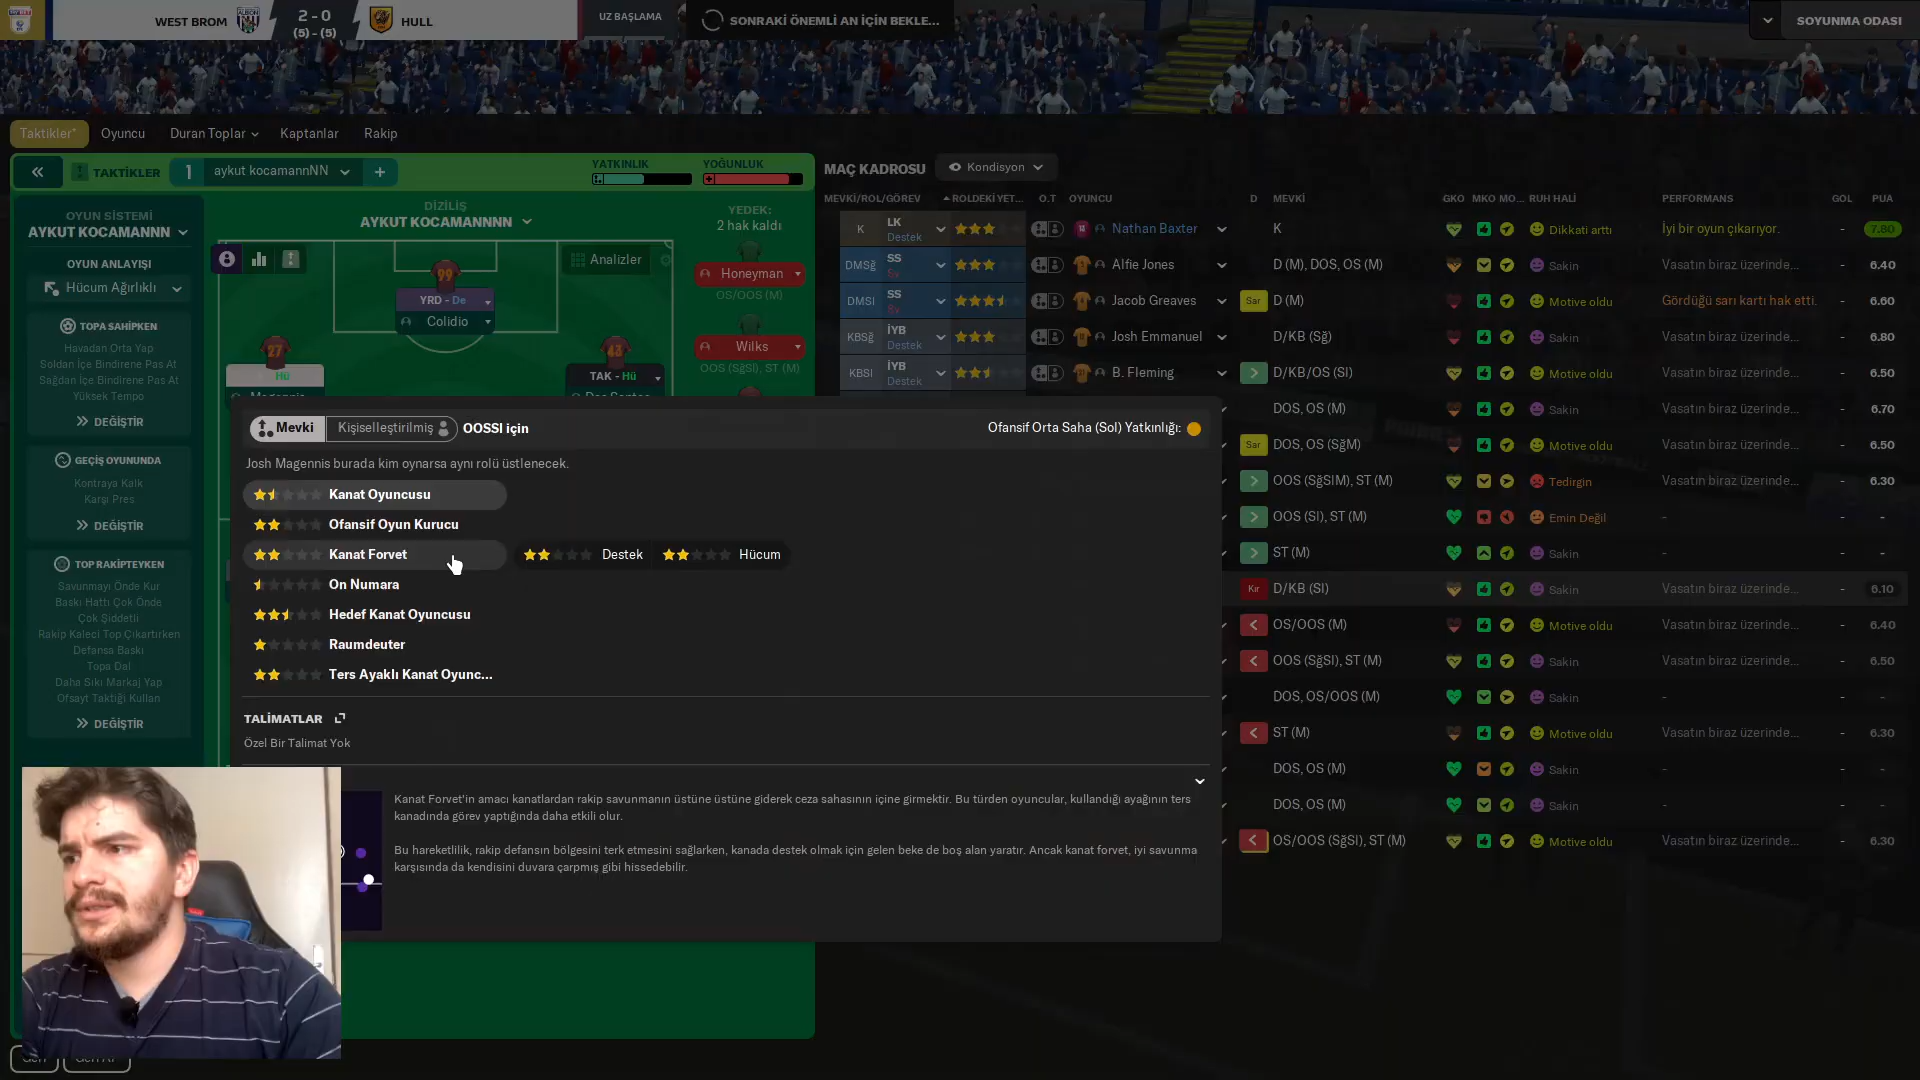 WEST BROM
2 - 0
(5) - (5)
HULL
UZ BAŞLAMA
SONRAKİ ÖNEMLİ AN İÇİN BEKLE...
SOYUNMA ODASI
Taktikler*
Oyuncu
Duran Toplar
Kaptanlar
Rakip
TAKTİKLER
1
aykut kocamannNN
+
YATKINLIK
YOĞUNLUK
OYUN SİSTEMİ
AYKUT KOCAMANNN
OYUN ANLAYIŞI
Hücum Ağırlıklı
TOPA SAHİPKEN
Havadan Orta Yap
Soldan İçe Bindirene Pas At
Sağdan İçe Bindirene Pas At
Yüksek Tempo
DEĞİŞTİR
GEÇİŞ OYUNUNDA
Kontraya Kalk
Karşı Pres
DEĞİŞTİR
TOP RAKİPTEYKEN
Savunmayı Önde Kur
Baskı Hattı Çok Önde
Çok Şiddetli
Rakip Kaleci Top Çıkartırken
Defansa Baskı
Topa Dal
Daha Sıkı Markaj Yap
Ofsayt Taktiği Kullan
DEĞİŞTİR
DİZİLİŞ
AYKUT KOCAMANNNN
Analizler
99
YRD - De
Colidio
27
Hü
43
TAK - Hü
YEDEK:
2 hak kaldı
Honeyman
OS/OOS (M)
Wilks
OOS (SğSl), ST (M)
MAÇ KADROSU
Kondisyon
MEVKİ/ROL/GÖREV ROLDEKİ YET... O.T OYUNCU D MEVKİ GKO MKO MO... RUH HALİ PERFORMANS GOL PUA
K LK Destek Nathan Baxter K Dikkati arttı İyi bir oyun çıkarıyor. - 7.80
DMSğ SS Alfie Jones D (M), DOS, OS (M) Sakin Vasatın biraz üzerinde... - 6.40
DMSl SS Jacob Greaves Sar D (M) Motive oldu Gördüğü sarı kartı hak etti. - 6.60
KBSğ İYB Destek Josh Emmanuel D/KB (Sğ) Sakin Vasatın biraz üzerinde... - 6.80
KBSl İYB Destek B. Fleming D/KB/OS (Sl) Motive oldu Vasatın biraz üzerinde... - 6.50
DOS, OS (M) Sakin Vasatın biraz üzerinde... - 6.70
Sar DOS, OS (SğM) Motive oldu Vasatın biraz üzerinde... - 6.50
OOS (SğSlM), ST (M) Tedirgin Vasatın biraz üzerinde... - 6.30
OOS (Sl), ST (M) Emin Değil - - -
ST (M) Sakin - - -
Kır D/KB (Sl) Sakin Vasatın biraz üzerinde... - 6.10
OS/OOS (M) Motive oldu Vasatın biraz üzerinde... - 6.40
OOS (SğSl), ST (M) Sakin Vasatın biraz üzerinde... - 6.50
DOS, OS/OOS (M) Sakin - - -
ST (M) Motive oldu Vasatın biraz üzerinde... - 6.30
DOS, OS (M) Sakin - - -
DOS, OS (M) Sakin - - -
OS/OOS (SğSl), ST (M) Motive oldu Vasatın biraz üzerinde... - 6.30
Mevki
Kişiselleştirilmiş
OOSSl için
Ofansif Orta Saha (Sol) Yatkınlığı:
Josh Magennis burada kim oynarsa aynı rolü üstlenecek.
Kanat Oyuncusu
Ofansif Oyun Kurucu
Kanat Forvet
Destek
Hücum
On Numara
Hedef Kanat Oyuncusu
Raumdeuter
Ters Ayaklı Kanat Oyunc...
TALİMATLAR
Özel Bir Talimat Yok
Kanat Forvet'in amacı kanatlardan rakip savunmanın üstüne üstüne giderek ceza sahasının içine girmektir. Bu türden oyuncular, kullandığı ayağının ters
kanadında görev yaptığında daha etkili olur.
Bu hareketlilik, rakip defansın bölgesini terk etmesini sağlarken, kanada destek olmak için gelen beke de boş alan yaratır. Ancak kanat forvet, iyi savunma
karşısında da kendisini duvara çarpmış gibi hissedebilir.